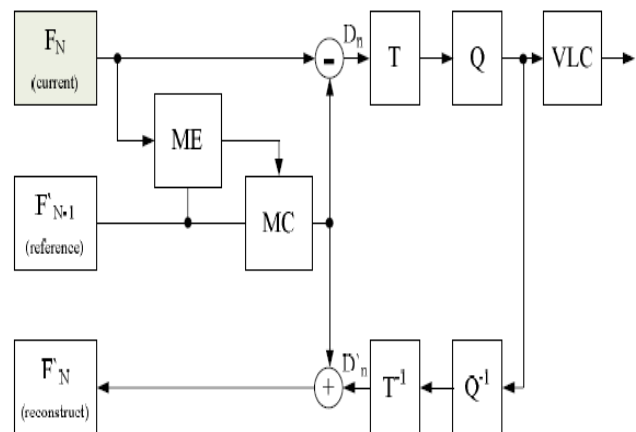 F_N
(current)
D_n
-
T
Q
VLC
ME
F`_N-1
(reference)
MC
F`_N
(reconstruct)
+
D`_n
T^-1
Q^-1